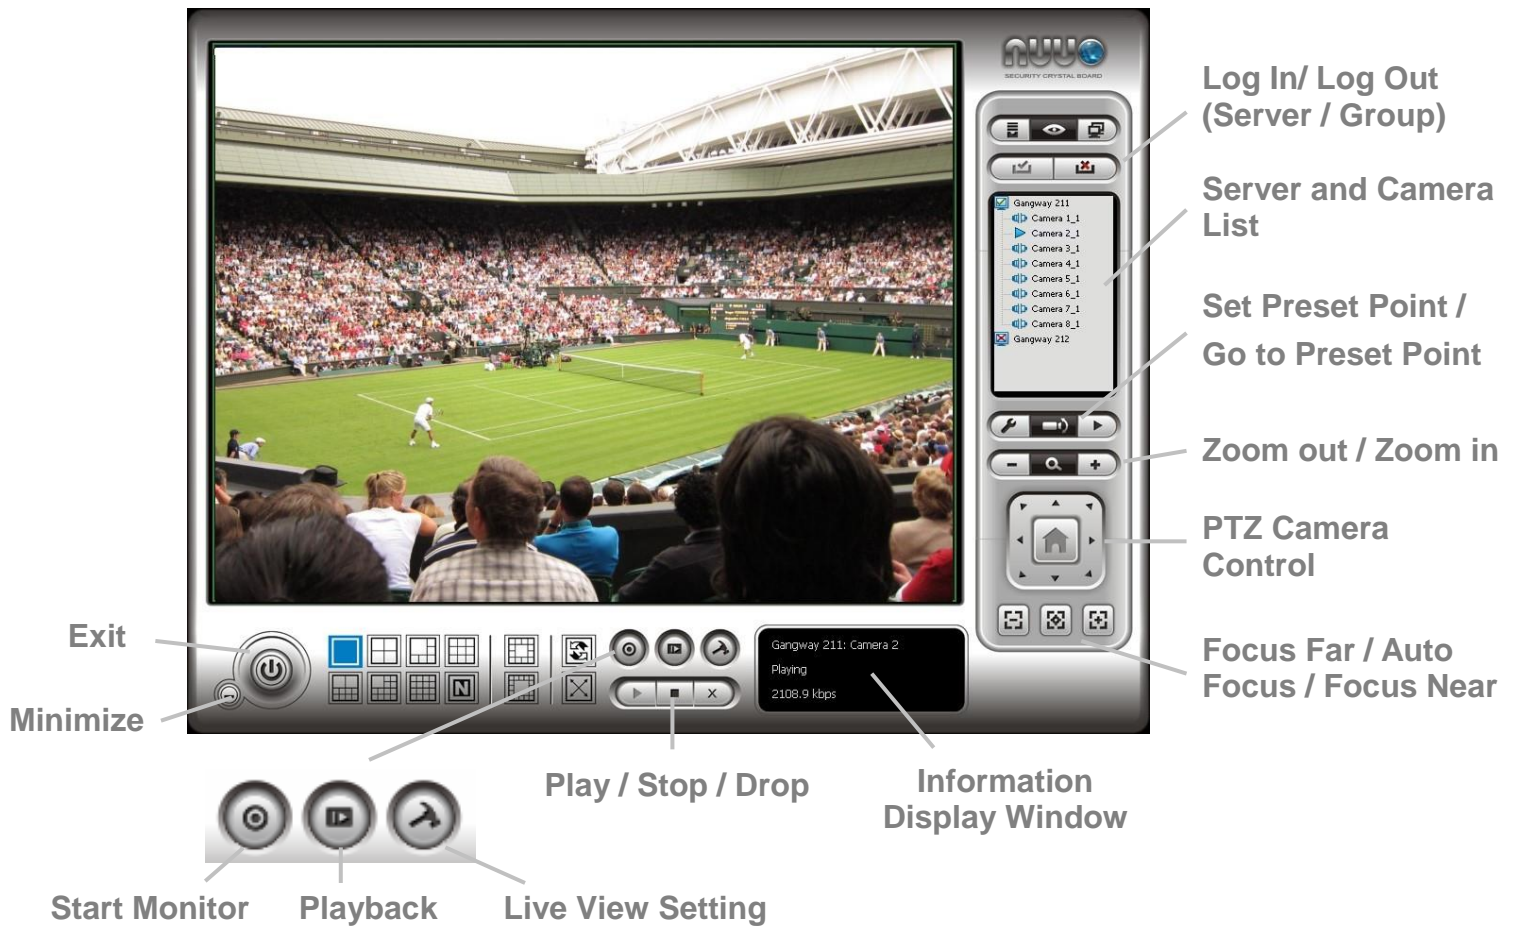 nuuo
SECURITY CRYSTAL BOARD
Log In/ Log Out
(Server / Group)
Gangway 211
Camera 1_1
Camera 2_1
Camera 3_1
Camera 4_1
Camera 5_1
Camera 6_1
Camera 7_1
Camera 8_1
Gangway 212
Server and Camera
List
Set Preset Point /
Go to Preset Point
Zoom out / Zoom in
PTZ Camera
Control
Focus Far / Auto
Focus / Focus Near
Exit
Minimize
N
X
Gangway 211: Camera 2
Playing
2108.9 kbps
Play / Stop / Drop
Information
Display Window
Start Monitor
Playback
Live View Setting